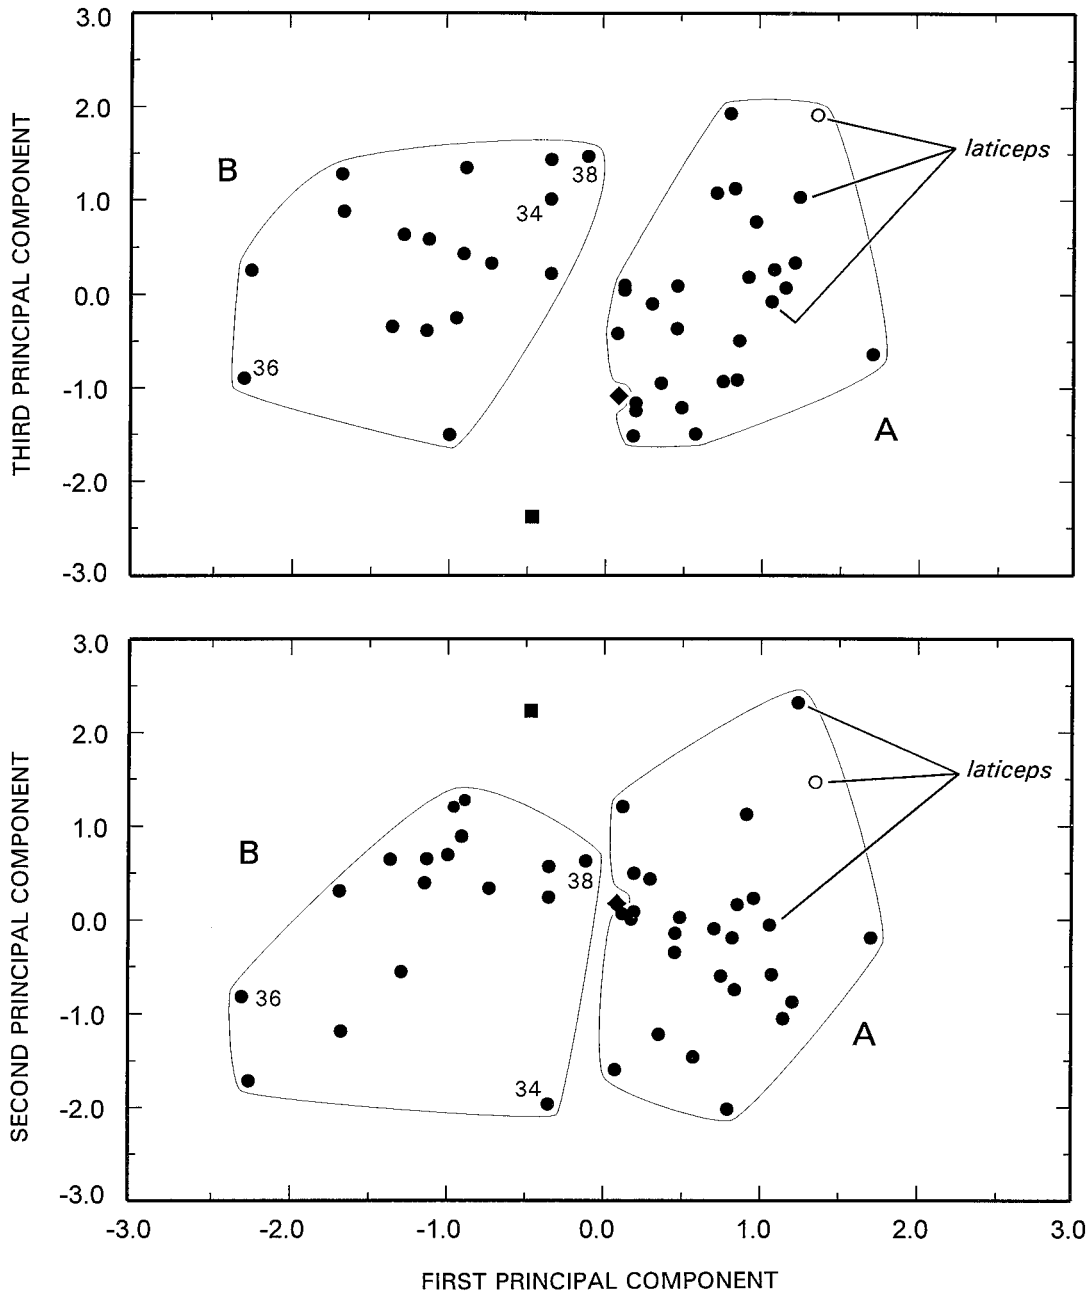 3.0
2.0
1.0
0.0
-1.0
-2.0
-3.0
THIRD PRINCIPAL COMPONENT
B
38
34
36
laticeps
A
3.0
2.0
1.0
0.0
-1.0
-2.0
-3.0
SECOND PRINCIPAL COMPONENT
B
38
36
34
laticeps
A
-3.0 -2.0 -1.0 0.0 1.0 2.0 3.0
FIRST PRINCIPAL COMPONENT